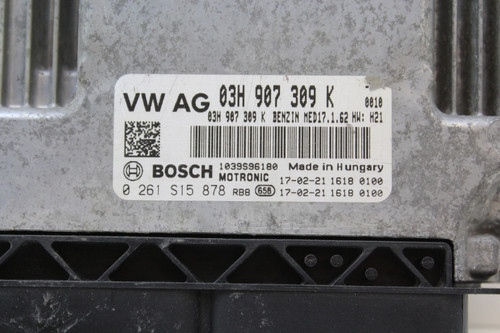 VW AG 03H 907 309 K 0010
03H 907 309 K BENZIN MED17.1.62 HW: H21
BOSCH 1039S96180 Made in Hungary
MOTRONIC 17-02-21 1618 0100
0 261 S15 878 RB8 658 17-02-21 1618 0100